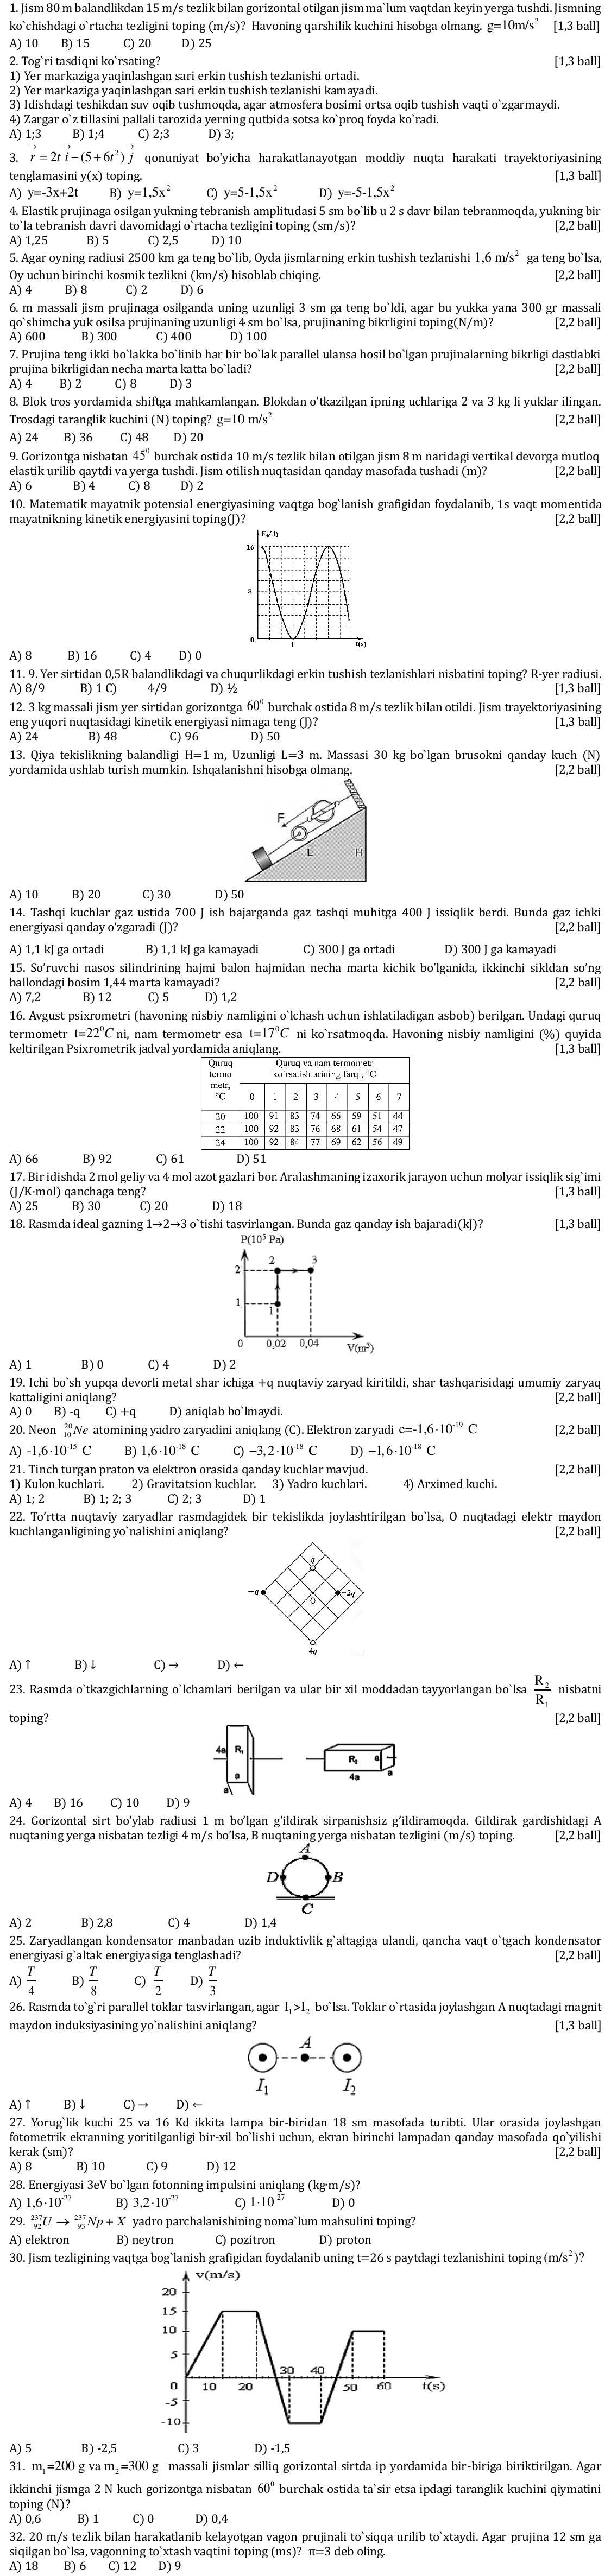 1. Jism 80 m balandlikdan 15 m/s tezlik bilan gorizontal otilgan jism ma`lum vaqtdan keyin yerga tushdi. Jismning
ko`chishdagi o`rtacha tezligini toping (m/s)? Havoning qarshilik kuchini hisobga olmang. g=10m/s² [1,3 ball]
A) 10 B) 15 C) 20 D) 25
2. Tog`ri tasdiqni ko`rsating? [1,3 ball]
1) Yer markaziga yaqinlashgan sari erkin tushish tezlanishi ortadi.
2) Yer markaziga yaqinlashgan sari erkin tushish tezlanishi kamayadi.
3) Idishdagi teshikdan suv oqib tushmoqda, agar atmosfera bosimi ortsa oqib tushish vaqti o`zgarmaydi.
4) Zargar o`z tillasini pallali tarozida yerning qutbida sotsa ko`proq foyda ko`radi.
A) 1;3 B) 1;4 C) 2;3 D) 3;
3. r⃗ = 2t i⃗ − (5 + 6t²) j⃗ qonuniyat bo'yicha harakatlanayotgan moddiy nuqta harakati trayektoriyasining
tenglamasini y(x) toping. [1,3 ball]
A) y=-3x+2t B) y=1,5x² C) y=5-1,5x² D) y=-5-1,5x²
4. Elastik prujinaga osilgan yukning tebranish amplitudasi 5 sm bo`lib u 2 s davr bilan tebranmoqda, yukning bir
to`la tebranish davri davomidagi o`rtacha tezligini toping (sm/s)? [2,2 ball]
A) 1,25 B) 5 C) 2,5 D) 10
5. Agar oyning radiusi 2500 km ga teng bo`lib, Oyda jismlarning erkin tushish tezlanishi 1,6 m/s² ga teng bo`lsa,
Oy uchun birinchi kosmik tezlikni (km/s) hisoblab chiqing. [2,2 ball]
A) 4 B) 8 C) 2 D) 6
6. m massali jism prujinaga osilganda uning uzunligi 3 sm ga teng bo`ldi, agar bu yukka yana 300 gr massali
qo`shimcha yuk osilsa prujinaning uzunligi 4 sm bo`lsa, prujinaning bikrligini toping(N/m)? [2,2 ball]
A) 600 B) 300 C) 400 D) 100
7. Prujina teng ikki bo`lakka bo`linib har bir bo`lak parallel ulansa hosil bo`lgan prujinalarning bikrligi dastlabki
prujina bikrligidan necha marta katta bo`ladi? [2,2 ball]
A) 4 B) 2 C) 8 D) 3
8. Blok tros yordamida shiftga mahkamlangan. Blokdan o'tkazilgan ipning uchlariga 2 va 3 kg li yuklar ilingan.
Trosdagi taranglik kuchini (N) toping? g=10 m/s² [2,2 ball]
A) 24 B) 36 C) 48 D) 20
9. Gorizontga nisbatan 45⁰ burchak ostida 10 m/s tezlik bilan otilgan jism 8 m naridagi vertikal devorga mutloq
elastik urilib qaytdi va yerga tushdi. Jism otilish nuqtasidan qanday masofada tushadi (m)? [2,2 ball]
A) 6 B) 4 C) 8 D) 2
10. Matematik mayatnik potensial energiyasining vaqtga bog`lanish grafigidan foydalanib, 1s vaqt momentida
mayatnikning kinetik energiyasini toping(J)? [2,2 ball]
16
8
0
1
t(s)
A) 8 B) 16 C) 4 D) 0
11. 9. Yer sirtidan 0,5R balandlikdagi va chuqurlikdagi erkin tushish tezlanishlari nisbatini toping? R-yer radiusi.
A) 8/9 B) 1 C) 4/9 D) ½ [1,3 ball]
12. 3 kg massali jism yer sirtidan gorizontga 60⁰ burchak ostida 8 m/s tezlik bilan otildi. Jism trayektoriyasining
eng yuqori nuqtasidagi kinetik energiyasi nimaga teng (J)? [1,3 ball]
A) 24 B) 48 C) 96 D) 50
13. Qiya tekislikning balandligi H=1 m, Uzunligi L=3 m. Massasi 30 kg bo`lgan brusokni qanday kuch (N)
yordamida ushlab turish mumkin. Ishqalanishni hisobga olmang. [2,2 ball]
F
L H
A) 10 B) 20 C) 30 D) 50
14. Tashqi kuchlar gaz ustida 700 J ish bajarganda gaz tashqi muhitga 400 J issiqlik berdi. Bunda gaz ichki
energiyasi qanday o‘zgaradi (J)? [2,2 ball]
A) 1,1 kJ ga ortadi B) 1,1 kJ ga kamayadi C) 300 J ga ortadi D) 300 J ga kamayadi
15. So'ruvchi nasos silindrining hajmi balon hajmidan necha marta kichik bo'lganida, ikkinchi sikldan so'ng
ballondagi bosim 1,44 marta kamayadi? [2,2 ball]
A) 7,2 B) 12 C) 5 D) 1,2
16. Avgust psixrometri (havoning nisbiy namligini o`lchash uchun ishlatiladigan asbob) berilgan. Undagi quruq
termometr t=22⁰C ni, nam termometr esa t=17⁰C ni ko`rsatmoqda. Havoning nisbiy namligini (%) quyida
keltirilgan Psixrometrik jadval yordamida aniqlang. [1,3 ball]
Quruq termo metr, °C
Quruq va nam termometr ko`rsatishlarining farqi, °C
0 1 2 3 4 5 6 7
20 100 91 83 74 66 59 51 44
22 100 92 83 76 68 61 54 47
24 100 92 84 77 69 62 56 49
A) 66 B) 92 C) 61 D) 51
17. Bir idishda 2 mol geliy va 4 mol azot gazlari bor. Aralashmaning izaxorik jarayon uchun molyar issiqlik sig`imi
(J/K·mol) qanchaga teng? [1,3 ball]
A) 25 B) 30 C) 20 D) 18
18. Rasmda ideal gazning 1→2→3 o`tishi tasvirlangan. Bunda gaz qanday ish bajaradi(kJ)? [1,3 ball]
P(10⁵ Pa)
2 2 3
1 1
0 0,02 0,04 V(m³)
A) 1 B) 0 C) 4 D) 2
19. Ichi bo`sh yupqa devorli metal shar ichiga +q nuqtaviy zaryad kiritildi, shar tashqarisidagi umumiy zaryaq
kattaligini aniqlang? [2,2 ball]
A) 0 B) -q C) +q D) aniqlab bo`lmaydi.
20. Neon ²⁰₁₀Ne atomining yadro zaryadini aniqlang (C). Elektron zaryadi e=-1,6·10⁻¹⁹ C [2,2 ball]
A) -1,6·10⁻¹⁵ C B) 1,6·10⁻¹⁸ C C) −3,2·10⁻¹⁸ C D) −1,6·10⁻¹⁸ C
21. Tinch turgan praton va elektron orasida qanday kuchlar mavjud. [2,2 ball]
1) Kulon kuchlari. 2) Gravitatsion kuchlar. 3) Yadro kuchlari. 4) Arximed kuchi.
A) 1; 2 B) 1; 2; 3 C) 2; 3 D) 1
22. To'rtta nuqtaviy zaryadlar rasmdagidek bir tekislikda joylashtirilgan bo`lsa, O nuqtadagi elektr maydon
kuchlanganligining yo`nalishini aniqlang? [2,2 ball]
q
−q −2q
O
4q
A) ↑ B) ↓ C) → D) ←
23. Rasmda o`tkazgichlarning o`lchamlari berilgan va ular bir xil moddadan tayyorlangan bo`lsa R₂/R₁ nisbatni
toping? [2,2 ball]
4a R₁ a a R₂ a 4a a
A) 4 B) 16 C) 10 D) 9
24. Gorizontal sirt bo'ylab radiusi 1 m bo'lgan g'ildirak sirpanishsiz g'ildiramoqda. Gildirak gardishidagi A
nuqtaning yerga nisbatan tezligi 4 m/s bo'lsa, B nuqtaning yerga nisbatan tezligini (m/s) toping. [2,2 ball]
A
D B
C
A) 2 B) 2,8 C) 4 D) 1,4
25. Zaryadlangan kondensator manbadan uzib induktivlik g`altagiga ulandi, qancha vaqt o`tgach kondensator
energiyasi g`altak energiyasiga tenglashadi? [2,2 ball]
A) T/4 B) T/8 C) T/2 D) T/3
26. Rasmda to`g`ri parallel toklar tasvirlangan, agar I₁>I₂ bo`lsa. Toklar o`rtasida joylashgan A nuqtadagi magnit
maydon induksiyasining yo`nalishini aniqlang? [1,3 ball]
A
I₁ I₂
A) ↑ B) ↓ C) → D) ←
27. Yorug`lik kuchi 25 va 16 Kd ikkita lampa bir-biridan 18 sm masofada turibti. Ular orasida joylashgan
fotometrik ekranning yoritilganligi bir-xil bo`lishi uchun, ekran birinchi lampadan qanday masofada qo`yilishi
kerak (sm)? [2,2 ball]
A) 8 B) 10 C) 9 D) 12
28. Energiyasi 3eV bo`lgan fotonning impulsini aniqlang (kg·m/s)?
A) 1,6·10⁻²⁷ B) 3,2·10⁻²⁷ C) 1·10⁻²⁷ D) 0
29. ²³⁷₉₂U → ²³⁷₉₃Np + X yadro parchalanishining noma`lum mahsulini toping?
A) elektron B) neytron C) pozitron D) proton
30. Jism tezligining vaqtga bog`lanish grafigidan foydalanib uning t=26 s paytdagi tezlanishini toping (m/s²)?
v(m/s)
20
15
10
5
0 10 20 30 40 50 60 t(s)
-5
-10
A) 5 B) -2,5 C) 3 D) -1,5
31. m₁=200 g va m₂=300 g massali jismlar silliq gorizontal sirtda ip yordamida bir-biriga biriktirilgan. Agar
ikkinchi jismga 2 N kuch gorizontga nisbatan 60⁰ burchak ostida ta`sir etsa ipdagi taranglik kuchini qiymatini
toping (N)?
A) 0,6 B) 1 C) 0 D) 0,4
32. 20 m/s tezlik bilan harakatlanib kelayotgan vagon prujinali to`siqqa urilib to`xtaydi. Agar prujina 12 sm ga
siqilgan bo`lsa, vagonning to`xtash vaqtini toping (ms)? π=3 deb oling.
A) 18 B) 6 C) 12 D) 9